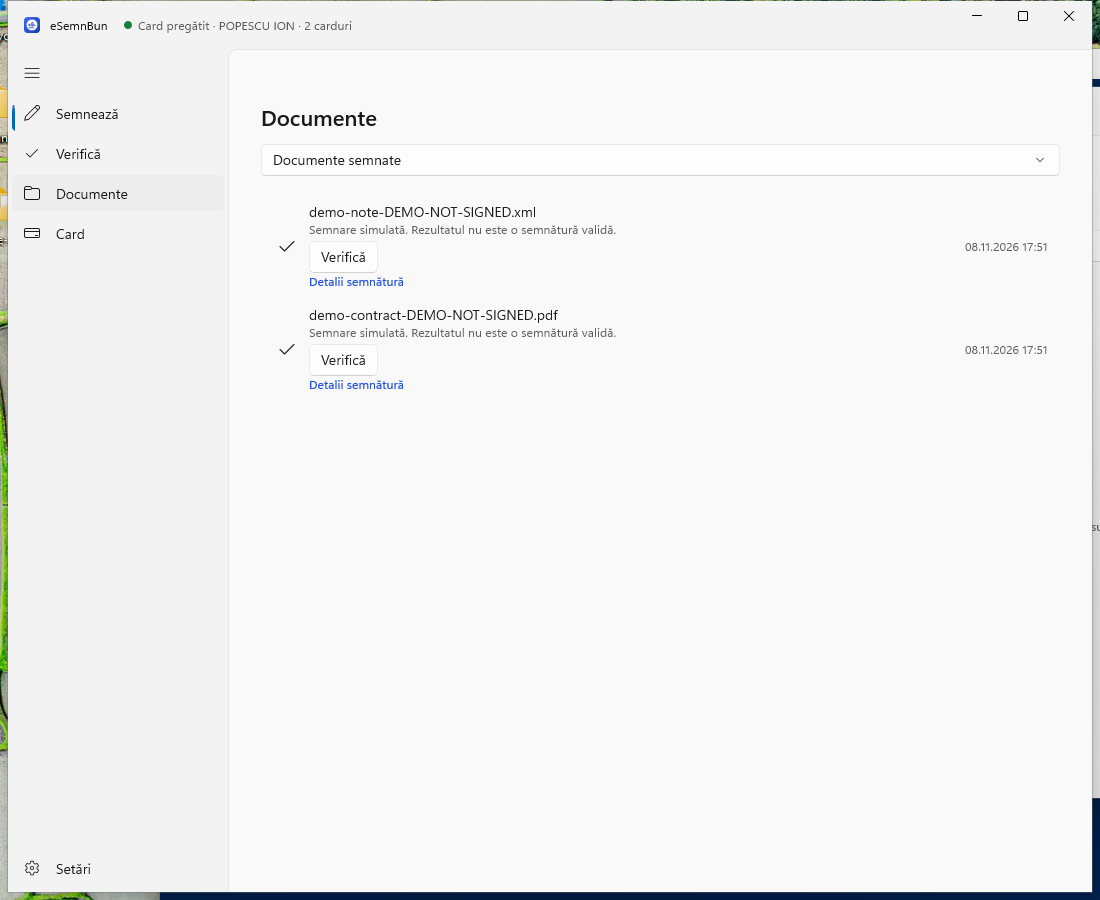 eSemnBun
Card pregătit · POPESCU ION · 2 carduri
Semnează
Verifică
Documente
Card
Setări
Documente
Documente semnate
demo-note-DEMO-NOT-SIGNED.xml
Semnare simulată. Rezultatul nu este o semnătură validă.
Verifică
Detalii semnătură
08.11.2026 17:51
demo-contract-DEMO-NOT-SIGNED.pdf
Semnare simulată. Rezultatul nu este o semnătură validă.
Verifică
Detalii semnătură
08.11.2026 17:51